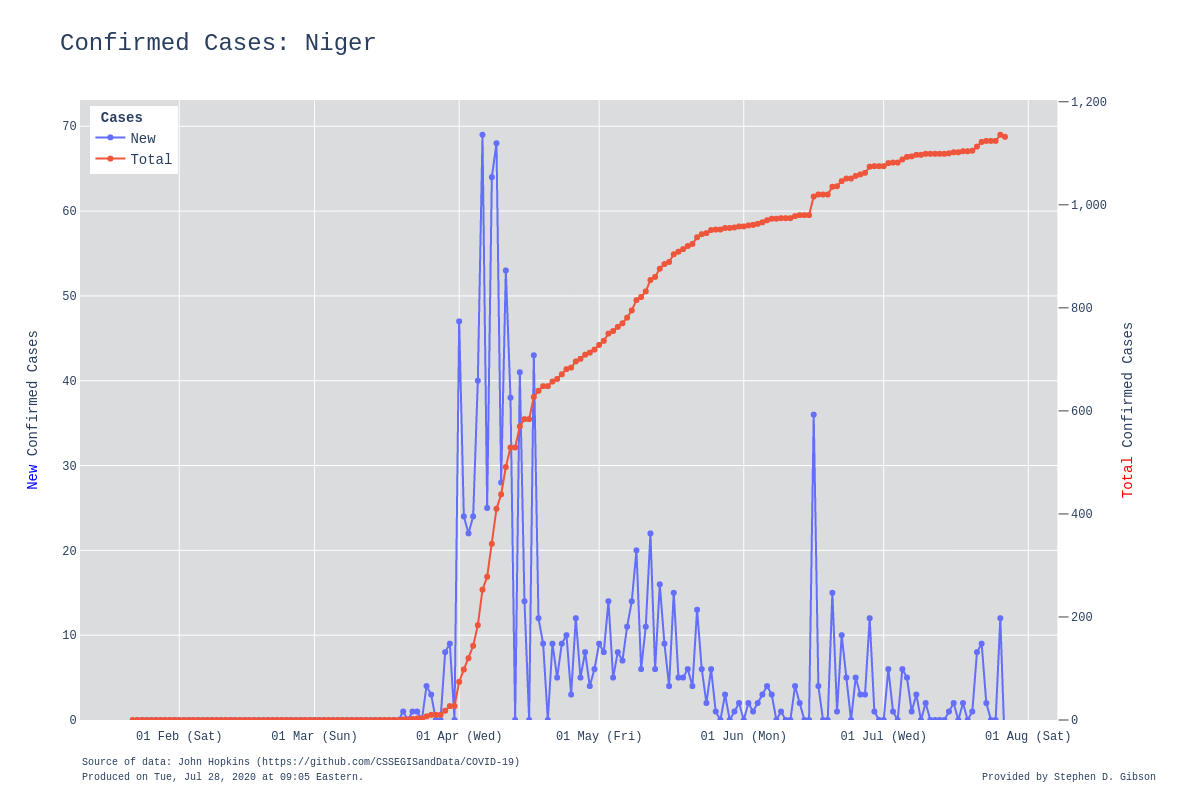 Confirmed Cases: Niger
Cases
New
Total
70
60
50
40
30
20
10
0
1,200
1,000
800
600
400
200
0
New Confirmed Cases
Total Confirmed Cases
01 Feb (Sat)
01 Mar (Sun)
01 Apr (Wed)
01 May (Fri)
01 Jun (Mon)
01 Jul (Wed)
01 Aug (Sat)
Source of data: John Hopkins (https://github.com/CSSEGISandData/COVID-19)
Produced on Tue, Jul 28, 2020 at 09:05 Eastern.
Provided by Stephen D. Gibson